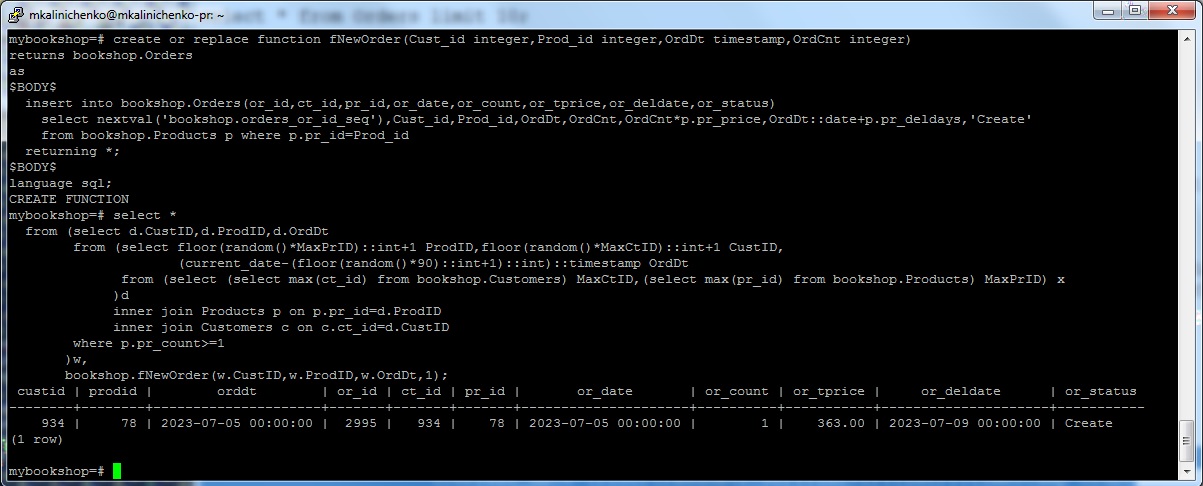 mkalinichenko@mkalinichenko-pr: ~
mybookshop=# create or replace function fNewOrder(Cust_id integer,Prod_id integer,OrdDt timestamp,OrdCnt integer)
returns bookshop.Orders
as
$BODY$
  insert into bookshop.Orders(or_id,ct_id,pr_id,or_date,or_count,or_tprice,or_deldate,or_status)
    select nextval('bookshop.orders_or_id_seq'),Cust_id,Prod_id,OrdDt,OrdCnt,OrdCnt*p.pr_price,OrdDt::date+p.pr_deldays,'Create'
    from bookshop.Products p where p.pr_id=Prod_id
  returning *;
$BODY$
language sql;
CREATE FUNCTION
mybookshop=# select *
  from (select d.CustID,d.ProdID,d.OrdDt
        from (select floor(random()*MaxPrID)::int+1 ProdID,floor(random()*MaxCtID)::int+1 CustID,
                     (current_date-(floor(random()*90)::int+1)::int)::timestamp OrdDt
              from (select (select max(ct_id) from bookshop.Customers) MaxCtID,(select max(pr_id) from bookshop.Products) MaxPrID) x
             )d
             inner join Products p on p.pr_id=d.ProdID
             inner join Customers c on c.ct_id=d.CustID
        where p.pr_count>=1
       )w,
       bookshop.fNewOrder(w.CustID,w.ProdID,w.OrdDt,1);
 custid | prodid |        orddt        | or_id | ct_id | pr_id |       or_date       | or_count | or_tprice |     or_deldate      | or_status
--------+--------+---------------------+-------+-------+-------+---------------------+----------+-----------+---------------------+-----------
    934 |     78 | 2023-07-05 00:00:00 |  2995 |   934 |    78 | 2023-07-05 00:00:00 |        1 |    363.00 | 2023-07-09 00:00:00 | Create
(1 row)
mybookshop=#